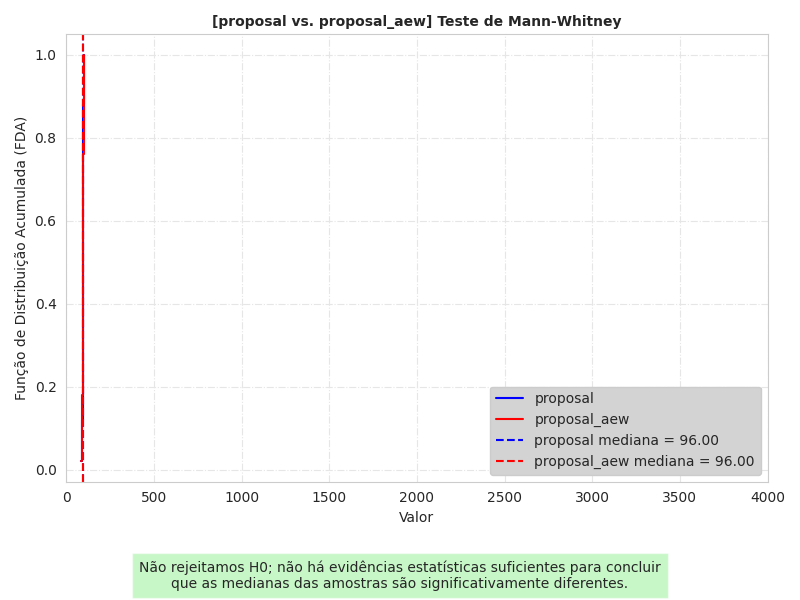 [proposal vs. proposal_aew] Teste de Mann-Whitney
Função de Distribuição Acumulada (FDA)
1.0
0.8
0.6
0.4
0.2
0.0
0 500 1000 1500 2000 2500 3000 3500 4000
Valor
proposal
proposal_aew
proposal mediana = 96.00
proposal_aew mediana = 96.00
Não rejeitamos H0; não há evidências estatísticas suficientes para concluir
que as medianas das amostras são significativamente diferentes.